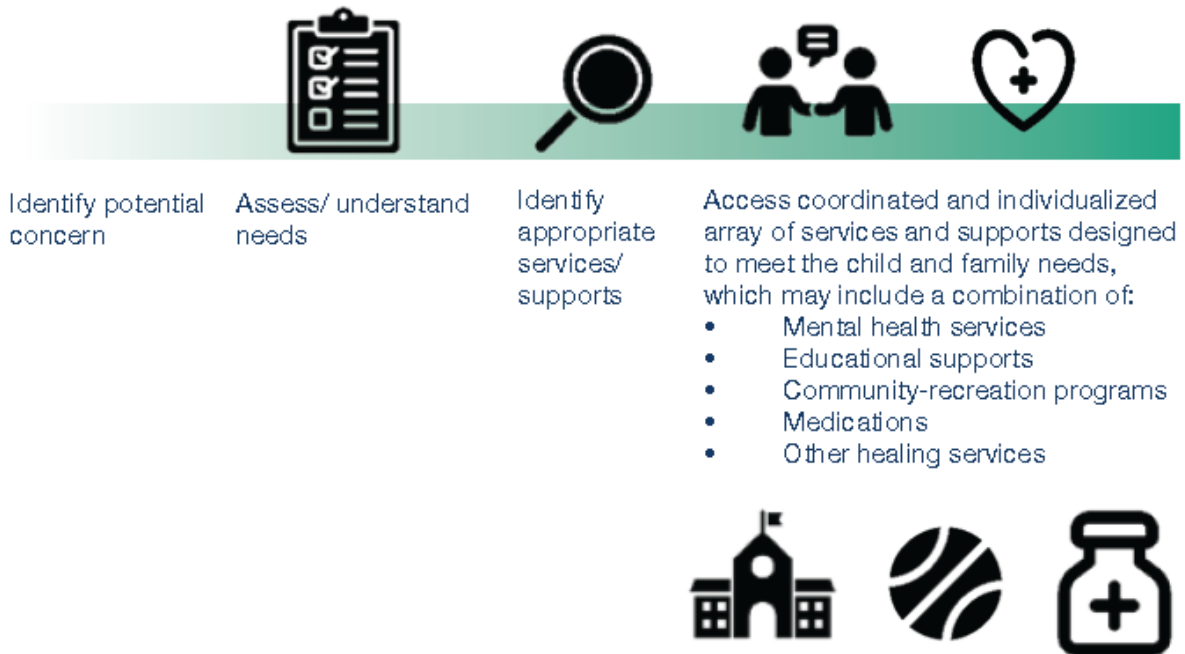 Identify potential
concern
Assess/ understand
needs
Identify
appropriate
services/
supports
Access coordinated and individualized
array of services and supports designed
to meet the child and family needs,
which may include a combination of:
• Mental health services
• Educational supports
• Community-recreation programs
• Medications
• Other healing services